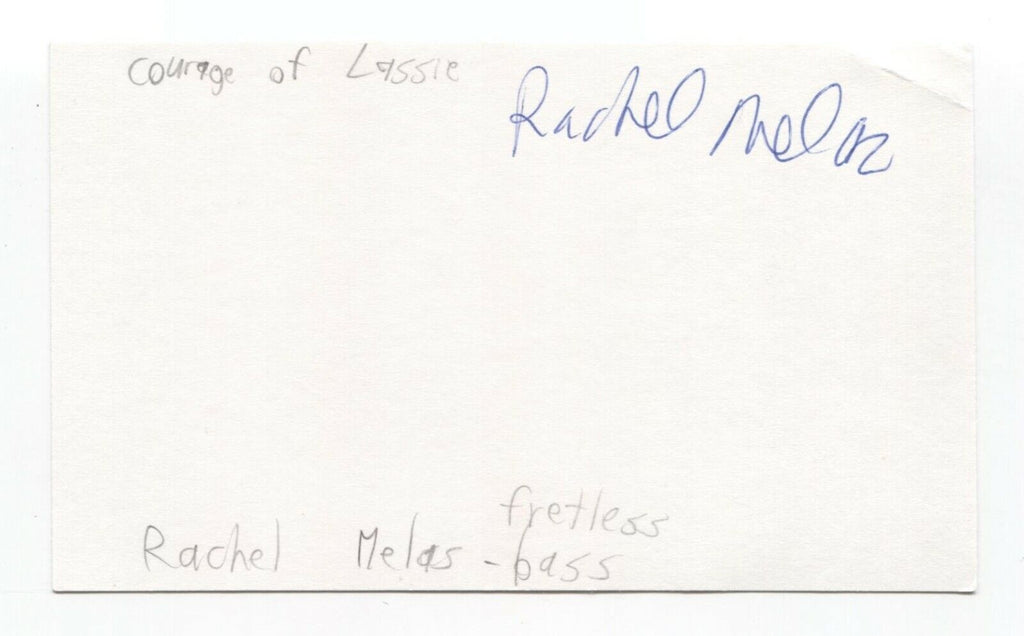 courage of Lassie
Rachel Melas
fretless
Rachel Melas - bass